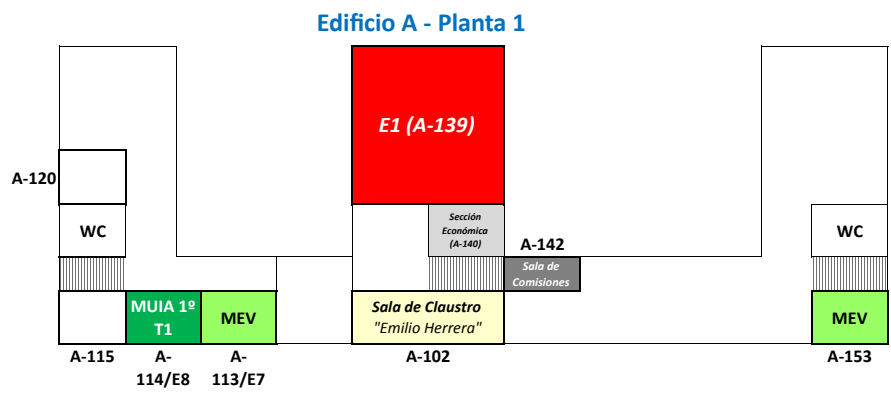 Edificio A - Planta 1
E1 (A-139)
A-120
WC
Sección
Económica
(A-140)
A-142
WC
Sala de
Comisiones
MUIA 1º
T1
MEV
Sala de Claustro
"Emilio Herrera"
MEV
A-115
A-
114/E8
A-
113/E7
A-102
A-153